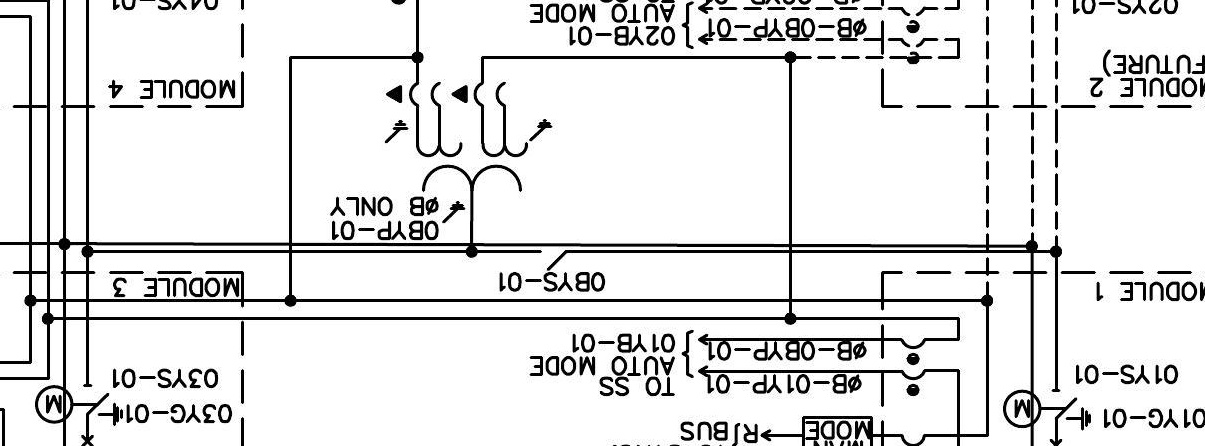 MODE
RJBUS
01YG-01
M
03YG-01
M
01YS-01
03YS-01
ØB-01YP-01
TO SS
AUTO MODE
ØB-0BYP-01
01YB-01
MODULE 1
MODULE 3
0BYS-01
0BYP-01
ØB ONLY
MODULE 2
FUTURE)
MODULE 4
ØB-0BYP-01
02YB-01
AUTO MODE
02YS-01
04YS-01